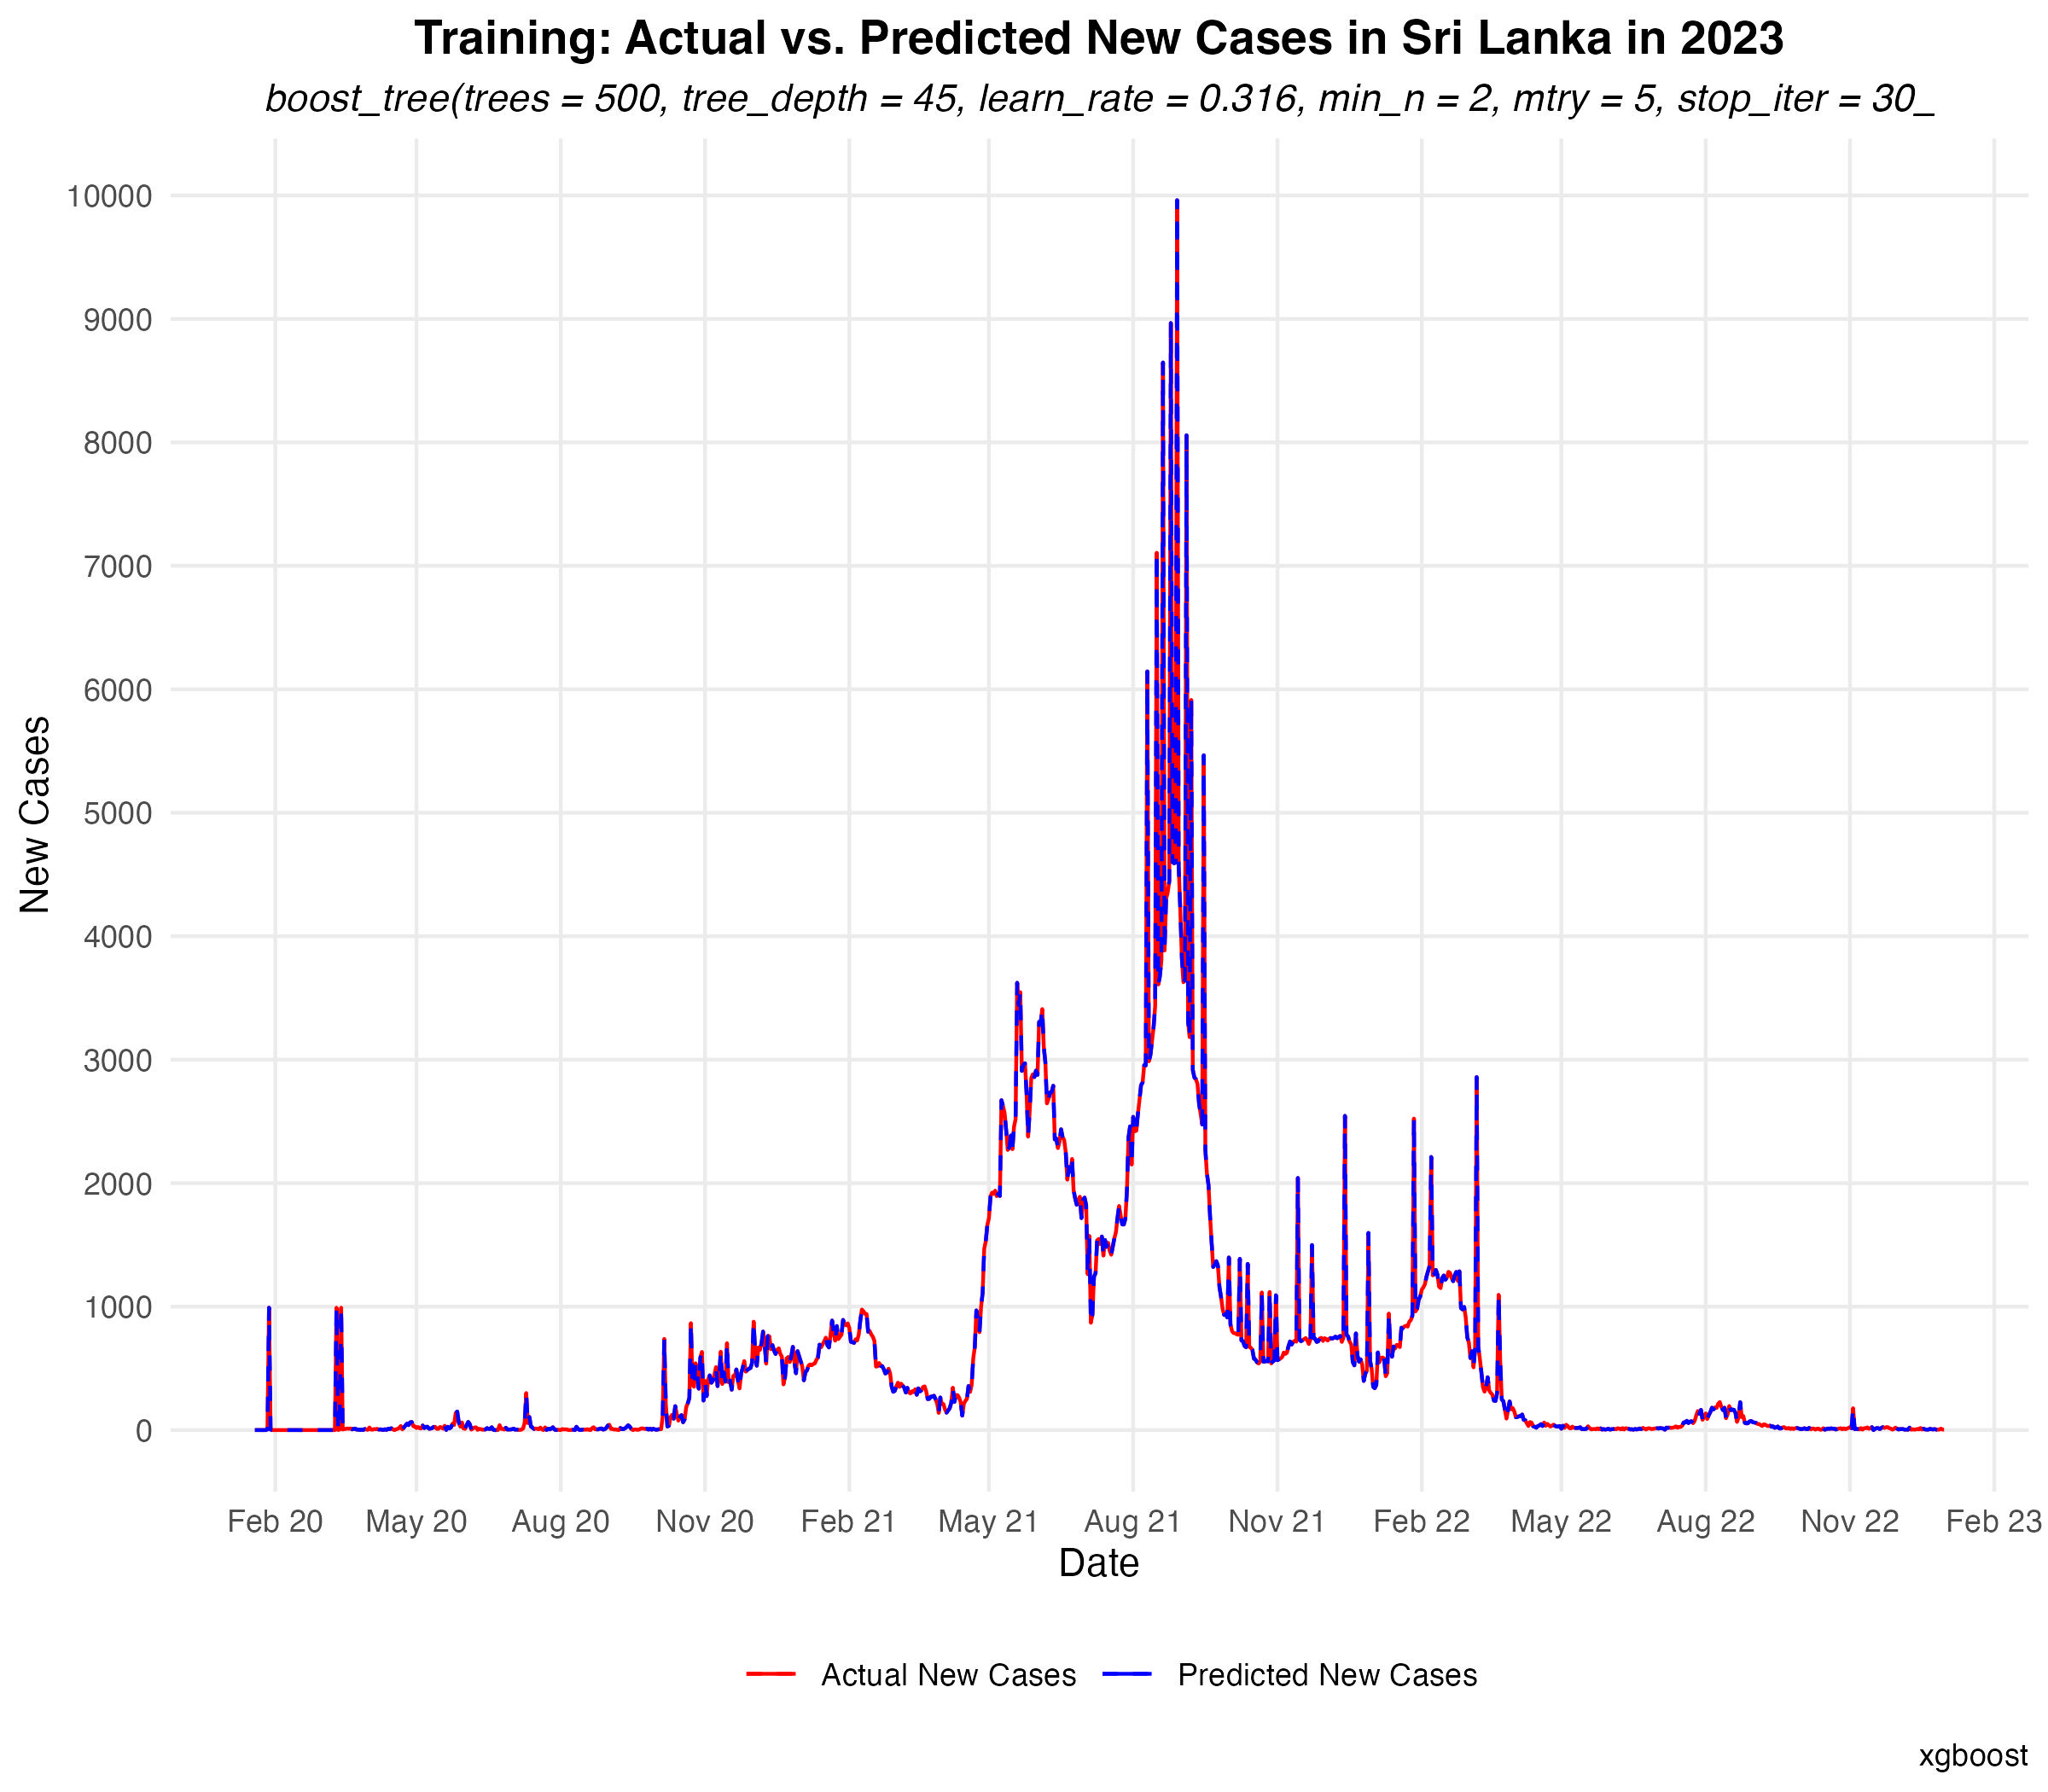 Training: Actual vs. Predicted New Cases in Sri Lanka in 2023
boost_tree(trees = 500, tree_depth = 45, learn_rate = 0.316, min_n = 2, mtry = 5, stop_iter = 30_
10000
9000
8000
7000
6000
5000
4000
3000
2000
1000
0
New Cases
Feb 20 May 20 Aug 20 Nov 20 Feb 21 May 21 Aug 21 Nov 21 Feb 22 May 22 Aug 22 Nov 22 Feb 23
Date
Actual New Cases Predicted New Cases
xgboost